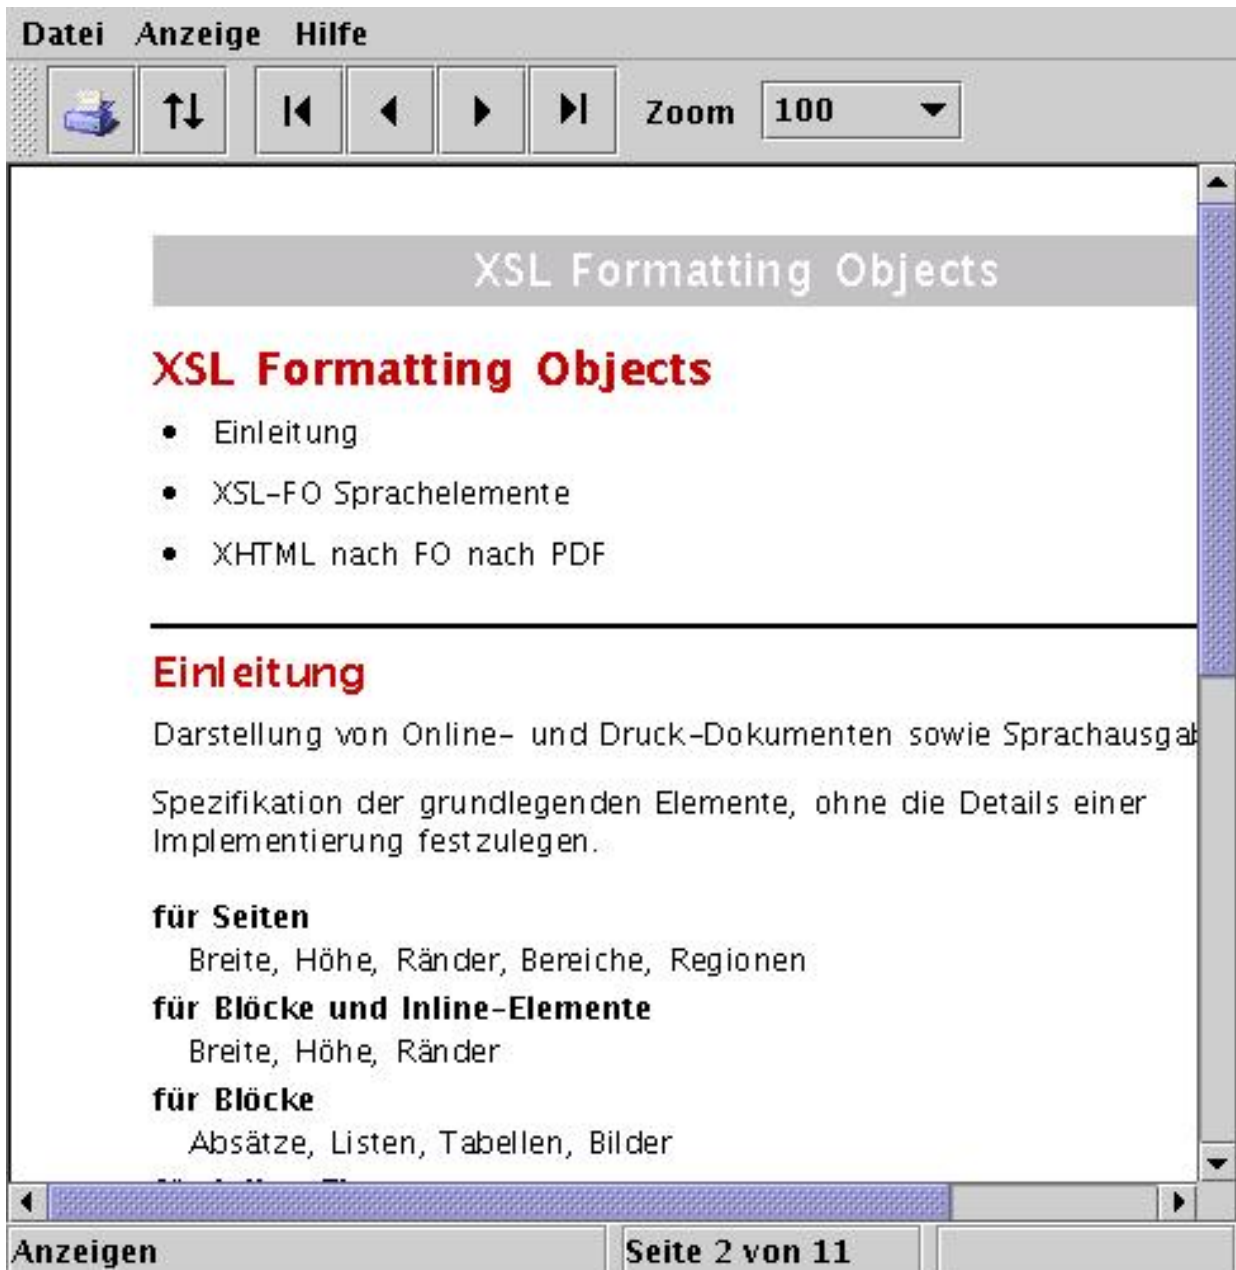 Datei Anzeige Hilfe
Zoom 100
XSL Formatting Objects
XSL Formatting Objects
• Einleitung
• XSL-FO Sprachelemente
• XHTML nach FO nach PDF
Einleitung
Darstellung von Online- und Druck-Dokumenten sowie Sprachausgab
Spezifikation der grundlegenden Elemente, ohne die Details einer
Implementierung festzulegen.
für Seiten
Breite, Höhe, Ränder, Bereiche, Regionen
für Blöcke und Inline-Elemente
Breite, Höhe, Ränder
für Blöcke
Absätze, Listen, Tabellen, Bilder
Anzeigen Seite 2 von 11